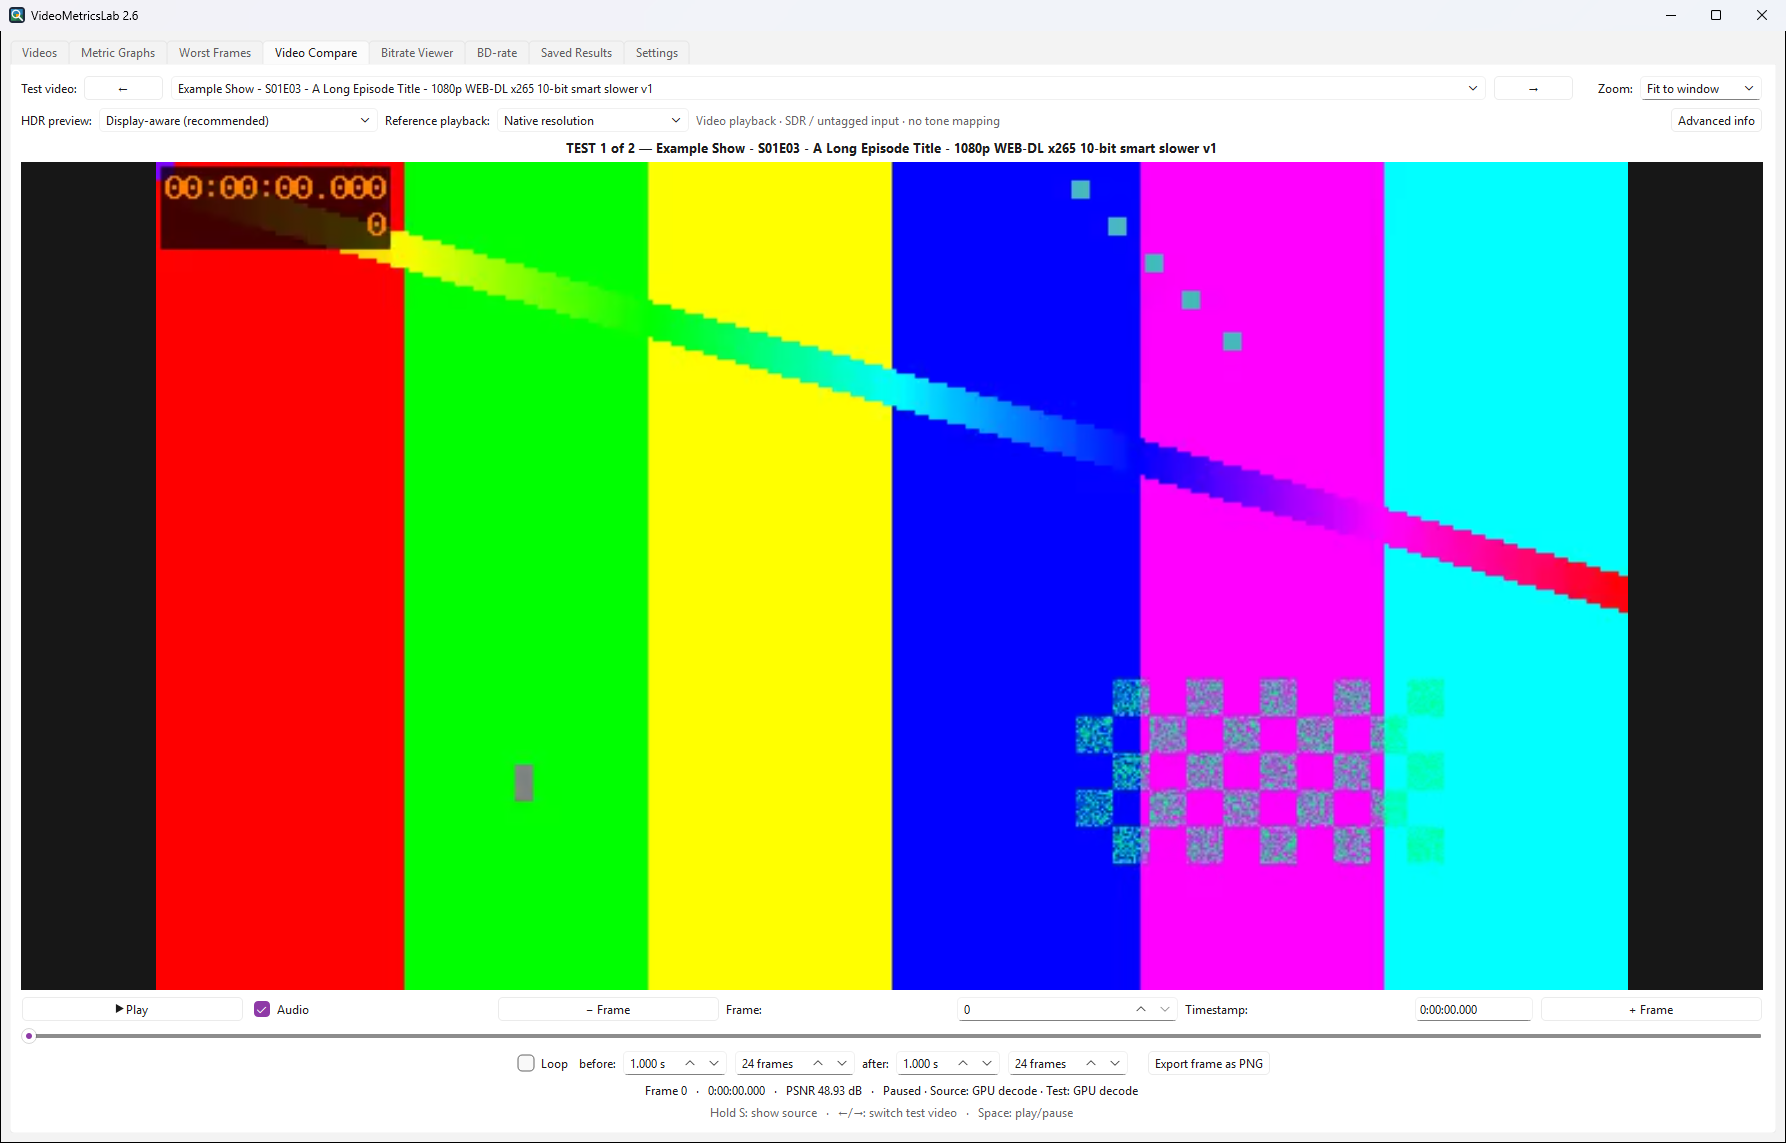 VideoMetricsLab 2.6
Videos Metric Graphs Worst Frames Video Compare Bitrate Viewer BD-rate Saved Results Settings
Test video: ← Example Show - S01E03 - A Long Episode Title - 1080p WEB-DL x265 10-bit smart slower v1 → Zoom: Fit to window
HDR preview: Display-aware (recommended) Reference playback: Native resolution Video playback · SDR / untagged input · no tone mapping Advanced info
TEST 1 of 2 — Example Show - S01E03 - A Long Episode Title - 1080p WEB-DL x265 10-bit smart slower v1
00:00:00.000
0
Play Audio − Frame Frame: 0 Timestamp: 0:00:00.000 + Frame
Loop before: 1.000 s 24 frames after: 1.000 s 24 frames Export frame as PNG
Frame 0 · 0:00:00.000 · PSNR 48.93 dB · Paused · Source: GPU decode · Test: GPU decode
Hold S: show source · ←/→: switch test video · Space: play/pause